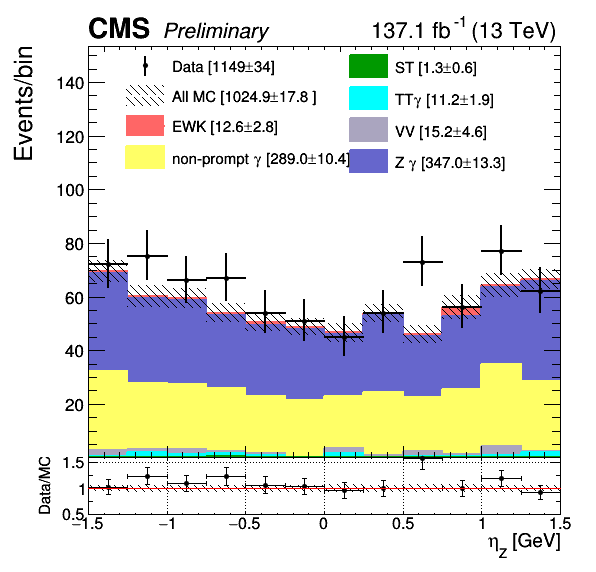 CMS Preliminary 137.1 fb⁻¹ (13 TeV)
Events/bin
Data [1149±34]
All MC [1024.9±17.8 ]
EWK [12.6±2.8]
non-prompt γ [289.0±10.4]
ST [1.3±0.6]
TTγ [11.2±1.9]
VV [15.2±4.6]
Z γ [347.0±13.3]
140
120
100
80
60
40
20
Data/MC
1.5
1
0.5
−1.5 −1 −0.5 0 0.5 1 1.5
η_Z [GeV]